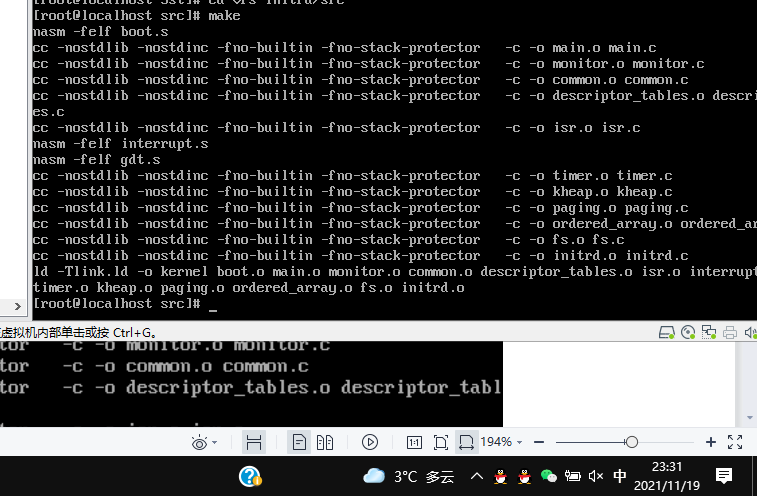 [root@localhost src]# make
nasm -felf boot.s
cc -nostdlib -nostdinc -fno-builtin -fno-stack-protector   -c -o main.o main.c
cc -nostdlib -nostdinc -fno-builtin -fno-stack-protector   -c -o monitor.o monitor.c
cc -nostdlib -nostdinc -fno-builtin -fno-stack-protector   -c -o common.o common.c
cc -nostdlib -nostdinc -fno-builtin -fno-stack-protector   -c -o descriptor_tables.o descri
es.c
cc -nostdlib -nostdinc -fno-builtin -fno-stack-protector   -c -o isr.o isr.c
nasm -felf interrupt.s
nasm -felf gdt.s
cc -nostdlib -nostdinc -fno-builtin -fno-stack-protector   -c -o timer.o timer.c
cc -nostdlib -nostdinc -fno-builtin -fno-stack-protector   -c -o kheap.o kheap.c
cc -nostdlib -nostdinc -fno-builtin -fno-stack-protector   -c -o paging.o paging.c
cc -nostdlib -nostdinc -fno-builtin -fno-stack-protector   -c -o ordered_array.o ordered_ar
cc -nostdlib -nostdinc -fno-builtin -fno-stack-protector   -c -o fs.o fs.c
cc -nostdlib -nostdinc -fno-builtin -fno-stack-protector   -c -o initrd.o initrd.c
ld -Tlink.ld -o kernel boot.o main.o monitor.o common.o descriptor_tables.o isr.o interrupt
timer.o kheap.o paging.o ordered_array.o fs.o initrd.o
[root@localhost src]# _
虚拟机内部单击或按 Ctrl+G。
tor   -c -o monitor.o monitor.c
tor   -c -o common.o common.c
tor   -c -o descriptor_tables.o descriptor_tabl
1:1
194%
3°C 多云
中
23:31
2021/11/19